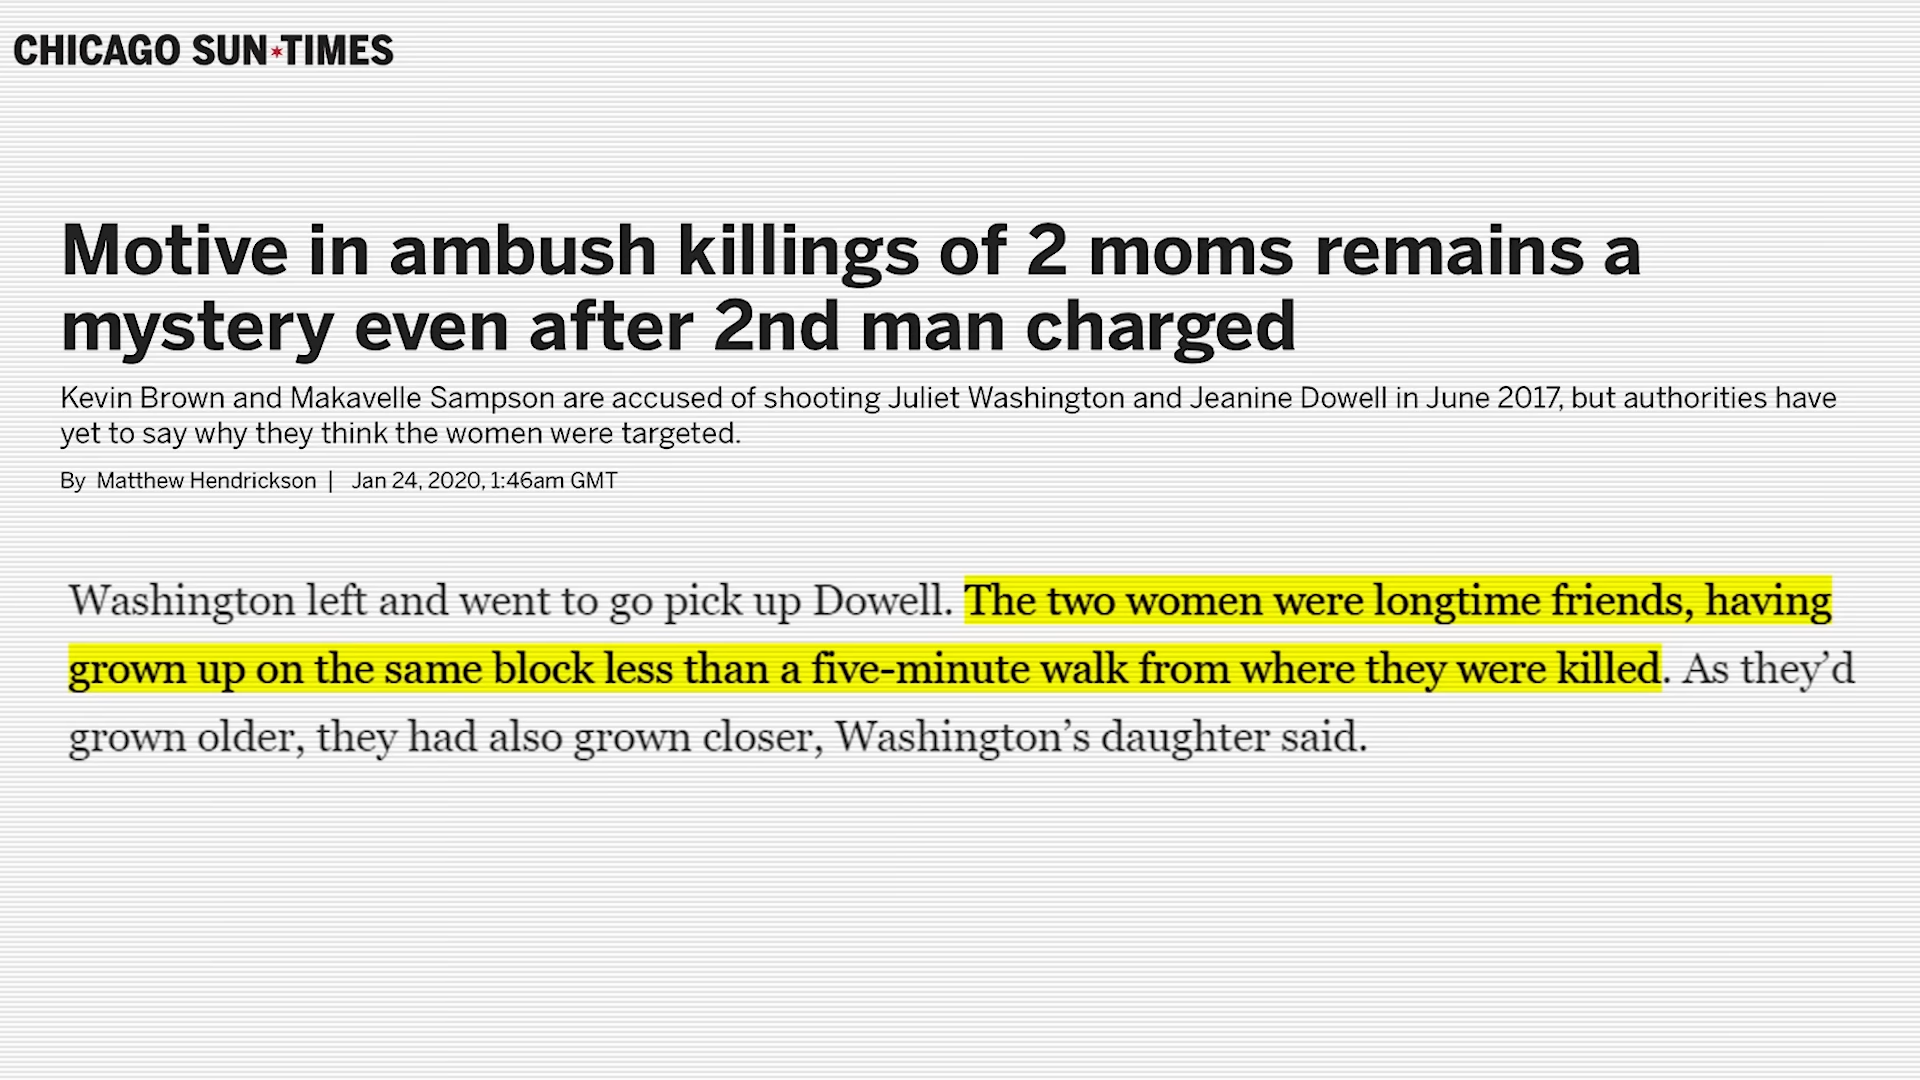 CHICAGO SUN*TIMES
Motive in ambush killings of 2 moms remains a
mystery even after 2nd man charged
Kevin Brown and Makavelle Sampson are accused of shooting Juliet Washington and Jeanine Dowell in June 2017, but authorities have
yet to say why they think the women were targeted.
By Matthew Hendrickson | Jan 24, 2020, 1:46am GMT
Washington left and went to go pick up Dowell. The two women were longtime friends, having
grown up on the same block less than a five-minute walk from where they were killed. As they’d
grown older, they had also grown closer, Washington’s daughter said.